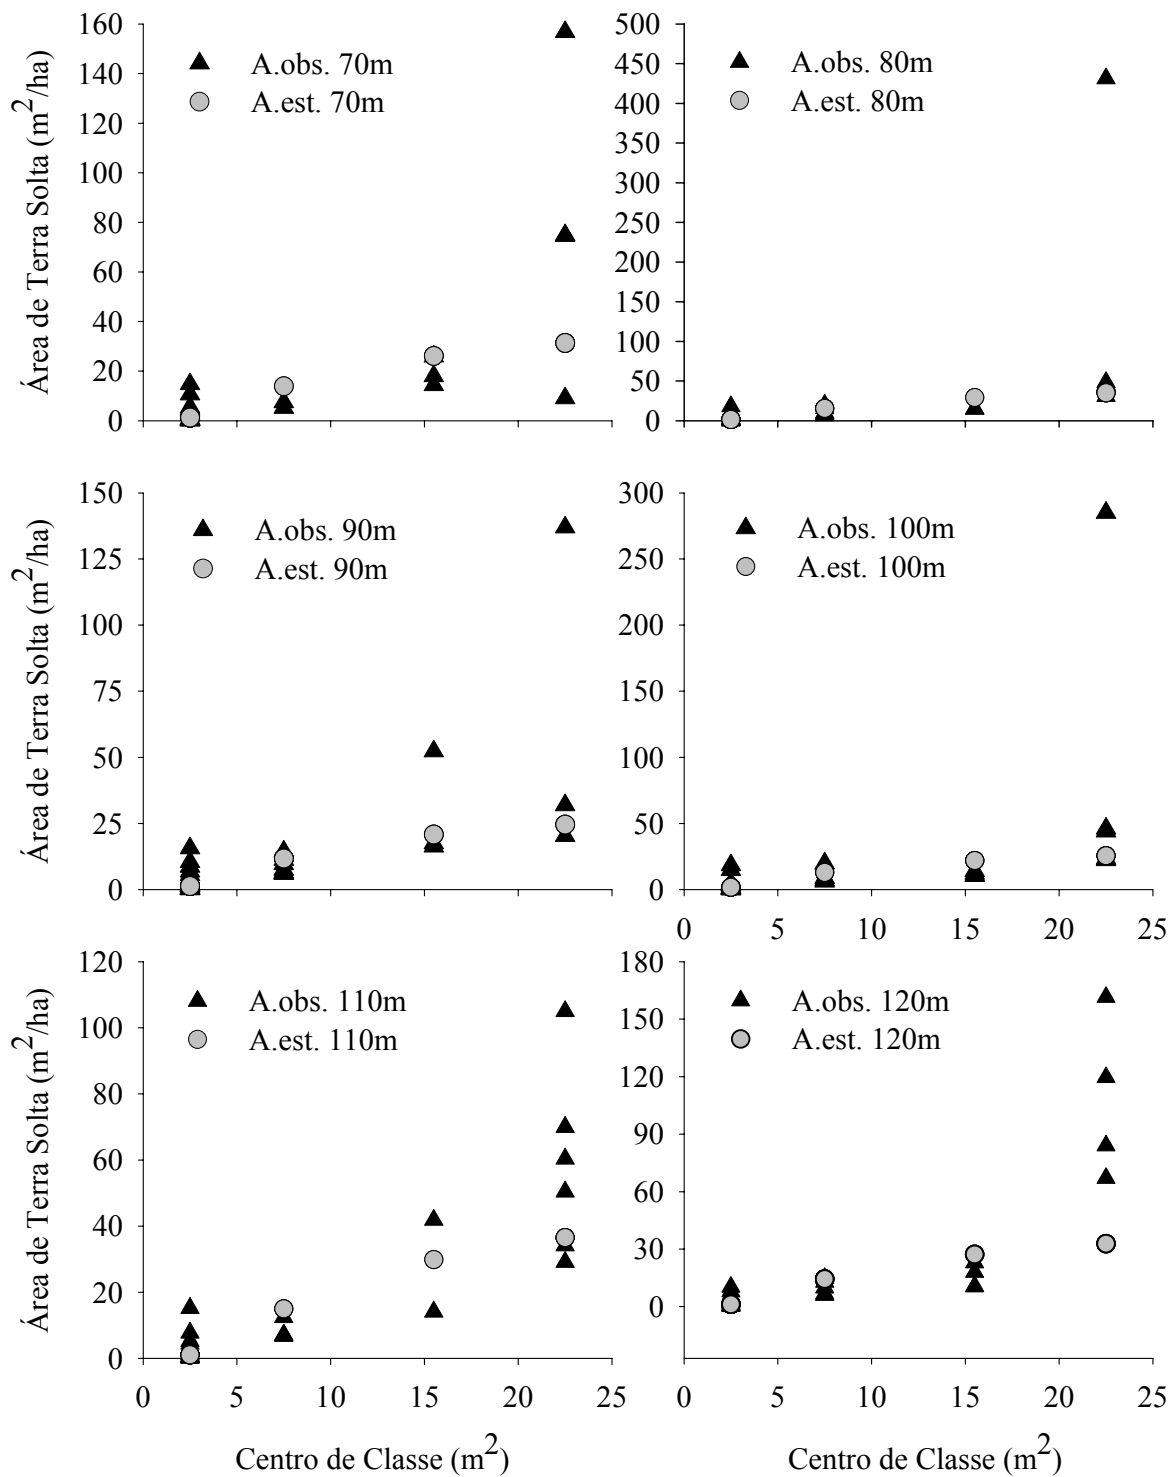 Área de Terra Solta (m²/ha)
160
140
120
100
80
60
40
20
0
A.obs. 70m
A.est. 70m
500
450
400
350
300
250
200
150
100
50
0
A.obs. 80m
A.est. 80m
Área de Terra Solta (m²/ha)
150
125
100
75
50
25
0
A.obs. 90m
A.est. 90m
300
250
200
150
100
50
0
A.obs. 100m
A.est. 100m
0 5 10 15 20 25
Área de Terra Solta (m²/ha)
120
100
80
60
40
20
0
A.obs. 110m
A.est. 110m
0 5 10 15 20 25
Centro de Classe (m²)
180
150
120
90
60
30
0
A.obs. 120m
A.est. 120m
0 5 10 15 20 25
Centro de Classe (m²)